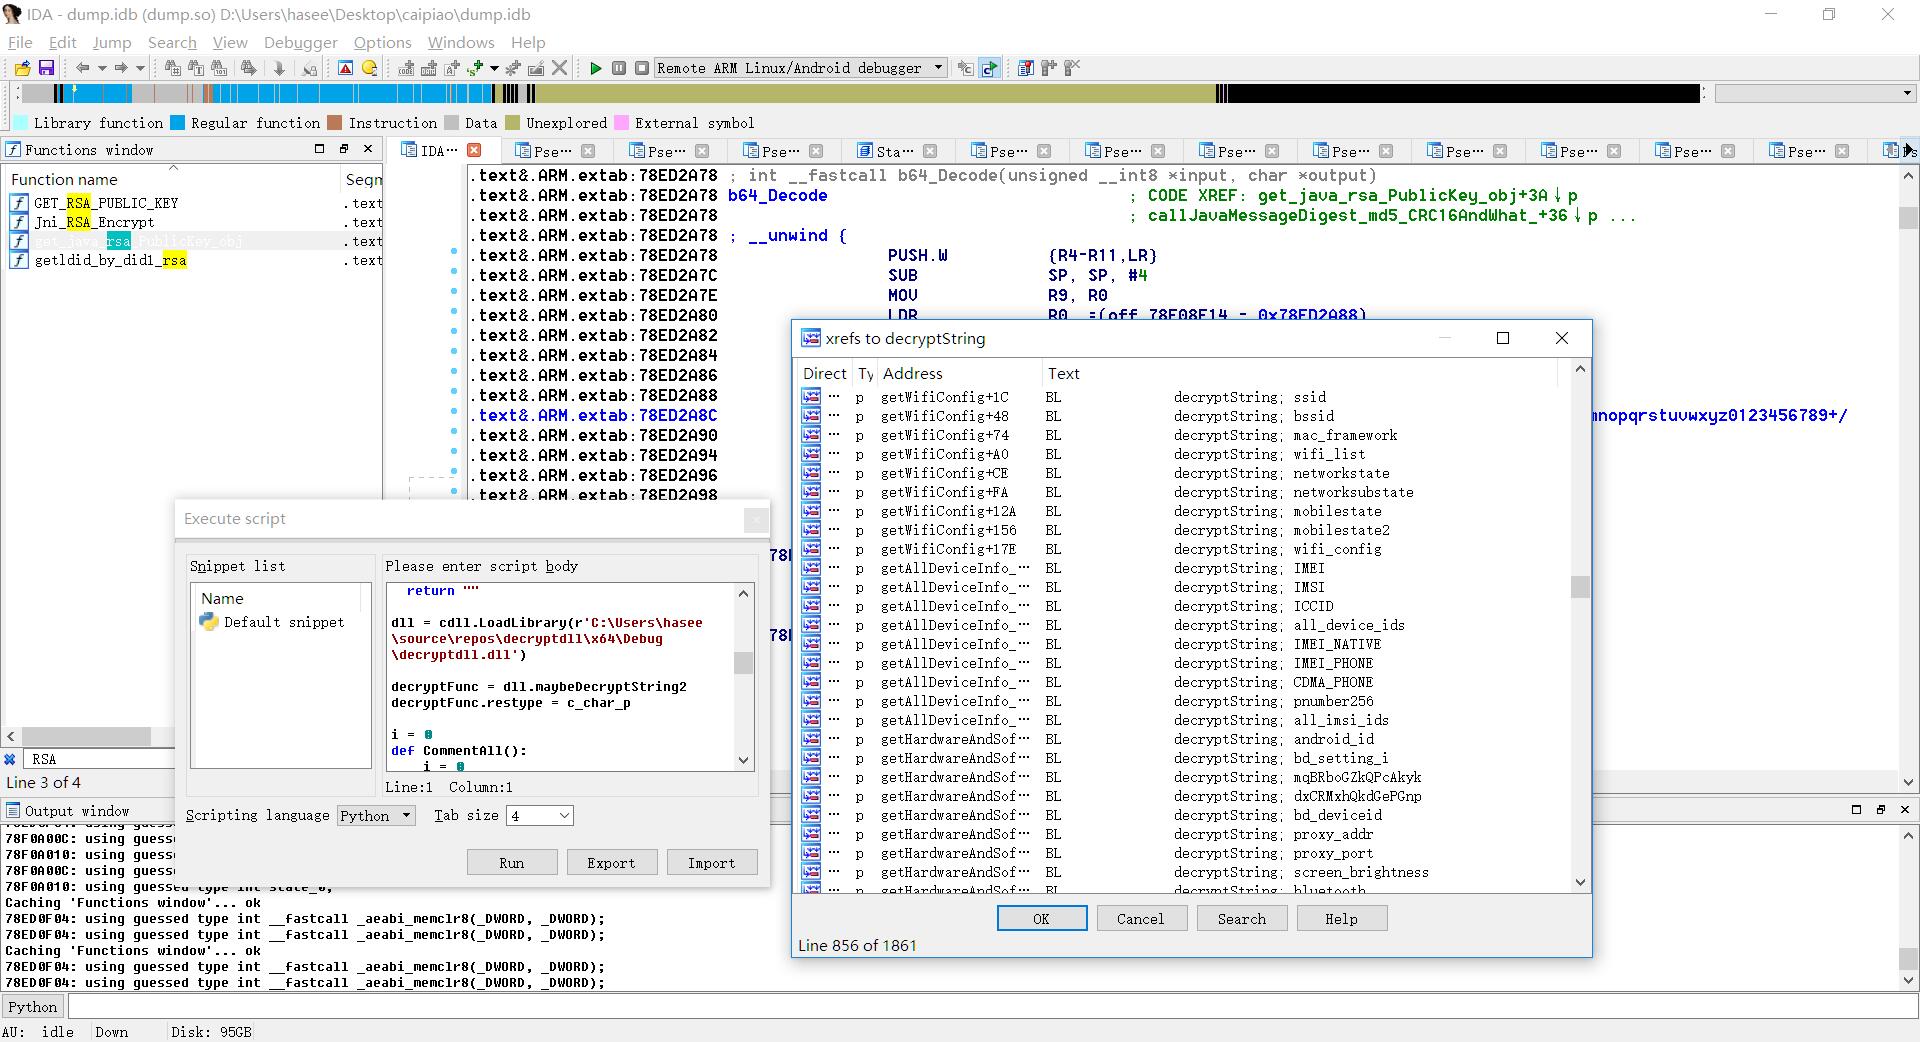 IDA - dump.idb (dump.so) D:\Users\hasee\Desktop\caipiao\dump.idb
File Edit Jump Search View Debugger Options Windows Help
Remote ARM Linux/Android debugger
Library function Regular function Instruction Data Unexplored External symbol
Functions window
Function name Segm
GET_RSA_PUBLIC_KEY .text
Jni_RSA_Encrypt .text
get_java_rsa_PublicKey_obj .text
getldid_by_did1_rsa .text
RSA
Line 3 of 4
IDA··· Pse··· Pse··· Pse··· Sta··· Pse··· Pse··· Pse··· Pse··· Pse··· Pse··· Pse··· Pse···
.text&.ARM.extab:78ED2A78 ; int __fastcall b64_Decode(unsigned __int8 *input, char *output)
.text&.ARM.extab:78ED2A78 b64_Decode ; CODE XREF: get_java_rsa_PublicKey_obj+3A↓p
.text&.ARM.extab:78ED2A78 ; callJavaMessageDigest_md5_CRC16AndWhat_+36↓p ...
.text&.ARM.extab:78ED2A78 ; __unwind {
.text&.ARM.extab:78ED2A78 PUSH.W {R4-R11,LR}
.text&.ARM.extab:78ED2A7C SUB SP, SP, #4
.text&.ARM.extab:78ED2A7E MOV R9, R0
.text&.ARM.extab:78ED2A80 LDR R0, =(off_78F08F14 - 0x78ED2A88)
.text&.ARM.extab:78ED2A82
.text&.ARM.extab:78ED2A84
.text&.ARM.extab:78ED2A86
.text&.ARM.extab:78ED2A88
.text&.ARM.extab:78ED2A8C mnopqrstuvwxyz0123456789+/
.text&.ARM.extab:78ED2A90
.text&.ARM.extab:78ED2A94
.text&.ARM.extab:78ED2A96
.text&.ARM.extab:78ED2A98
Execute script
Snippet list
Name
Default snippet
Please enter script body
return ""
dll = cdll.LoadLibrary(r'C:\Users\hasee
\source\repos\decryptdll\x64\Debug
\decryptdll.dll')
decryptFunc = dll.maybeDecryptString2
decryptFunc.restype = c_char_p
i = 0
def CommentAll():
i = 0
Line:1 Column:1
Scripting language Python Tab size 4
Run Export Import
xrefs to decryptString
Direct Ty Address Text
··· p getWifiConfig+1C BL decryptString; ssid
··· p getWifiConfig+48 BL decryptString; bssid
··· p getWifiConfig+74 BL decryptString; mac_framework
··· p getWifiConfig+A0 BL decryptString; wifi_list
··· p getWifiConfig+CE BL decryptString; networkstate
··· p getWifiConfig+FA BL decryptString; networksubstate
··· p getWifiConfig+12A BL decryptString; mobilestate
··· p getWifiConfig+156 BL decryptString; mobilestate2
··· p getWifiConfig+17E BL decryptString; wifi_config
··· p getAllDeviceInfo_··· BL decryptString; IMEI
··· p getAllDeviceInfo_··· BL decryptString; IMSI
··· p getAllDeviceInfo_··· BL decryptString; ICCID
··· p getAllDeviceInfo_··· BL decryptString; all_device_ids
··· p getAllDeviceInfo_··· BL decryptString; IMEI_NATIVE
··· p getAllDeviceInfo_··· BL decryptString; IMEI_PHONE
··· p getAllDeviceInfo_··· BL decryptString; CDMA_PHONE
··· p getAllDeviceInfo_··· BL decryptString; pnumber256
··· p getAllDeviceInfo_··· BL decryptString; all_imsi_ids
··· p getHardwareAndSof··· BL decryptString; android_id
··· p getHardwareAndSof··· BL decryptString; bd_setting_i
··· p getHardwareAndSof··· BL decryptString; mqBRboGZkQPcAkyk
··· p getHardwareAndSof··· BL decryptString; dxCRMxhQkdGePGnp
··· p getHardwareAndSof··· BL decryptString; bd_deviceid
··· p getHardwareAndSof··· BL decryptString; proxy_addr
··· p getHardwareAndSof··· BL decryptString; proxy_port
··· p getHardwareAndSof··· BL decryptString; screen_brightness
··· p getHardwareAndSof··· BL decryptString; bluetooth
OK Cancel Search Help
Line 856 of 1861
Output window
78F0A00C: using guesse
78F0A010: using guesse
78F0A00C: using guesse
78F0A010: using guessed type int state_0;
Caching 'Functions window'... ok
78ED0F04: using guessed type int __fastcall _aeabi_memclr8(_DWORD, _DWORD);
78ED0F04: using guessed type int __fastcall _aeabi_memclr8(_DWORD, _DWORD);
Caching 'Functions window'... ok
78ED0F04: using guessed type int __fastcall _aeabi_memclr8(_DWORD, _DWORD);
78ED0F04: using guessed type int __fastcall _aeabi_memclr8(_DWORD, _DWORD);
Python
AU: idle Down Disk: 95GB